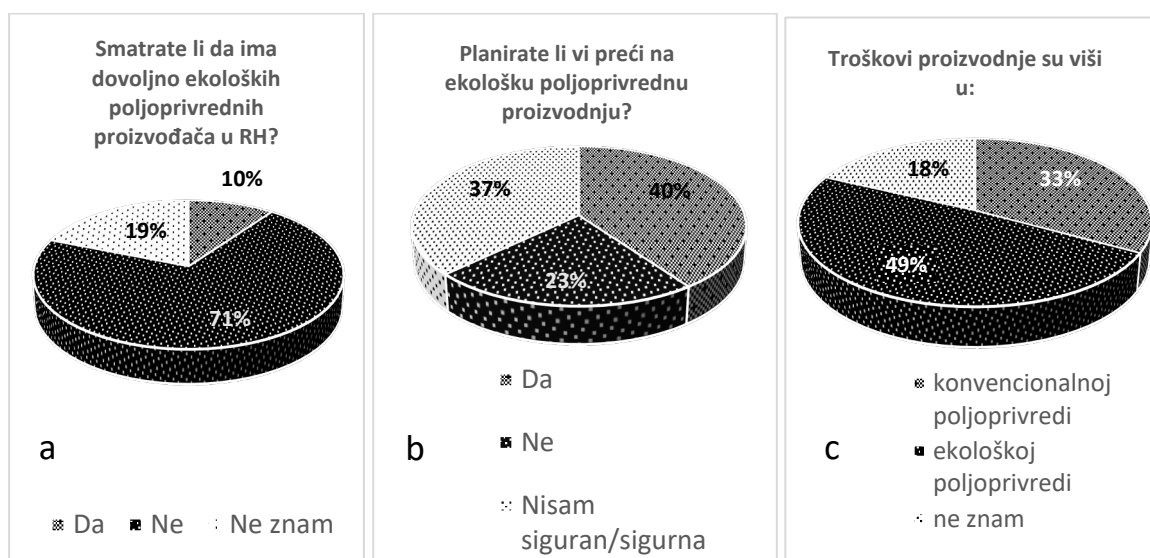 Smatrate li da ima
dovoljno ekoloških
poljoprivrednih
proizvođača u RH?
10%
19%
71%
a
Da Ne Ne znam
Planirate li vi preći na
ekološku poljoprivrednu
proizvodnju?
37%
40%
23%
Da
b
Ne
Nisam
siguran/sigurna
Troškovi proizvodnje su viši
u:
18%
33%
49%
konvencionalnoj
poljoprivredi
c
ekološkoj
poljoprivredi
ne znam